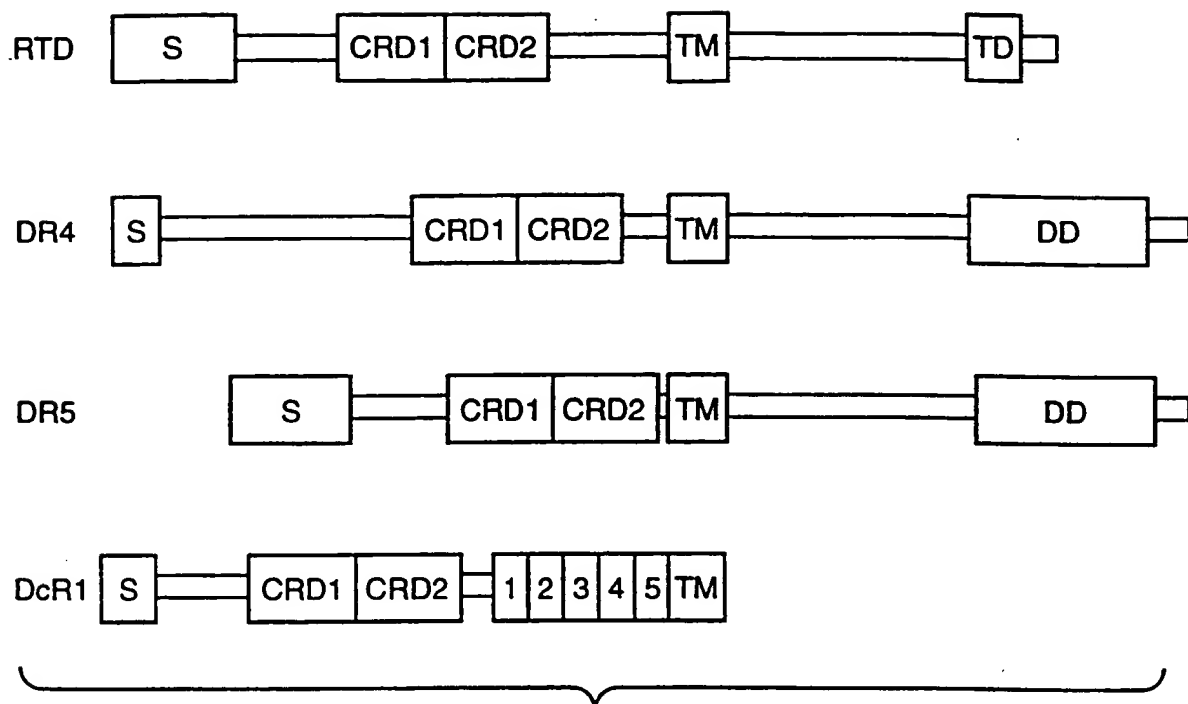 RTD S CRD1 CRD2 TM TD
DR4 S CRD1 CRD2 TM DD
DR5 S CRD1 CRD2 TM DD
DcR1 S CRD1 CRD2 1 2 3 4 5 TM